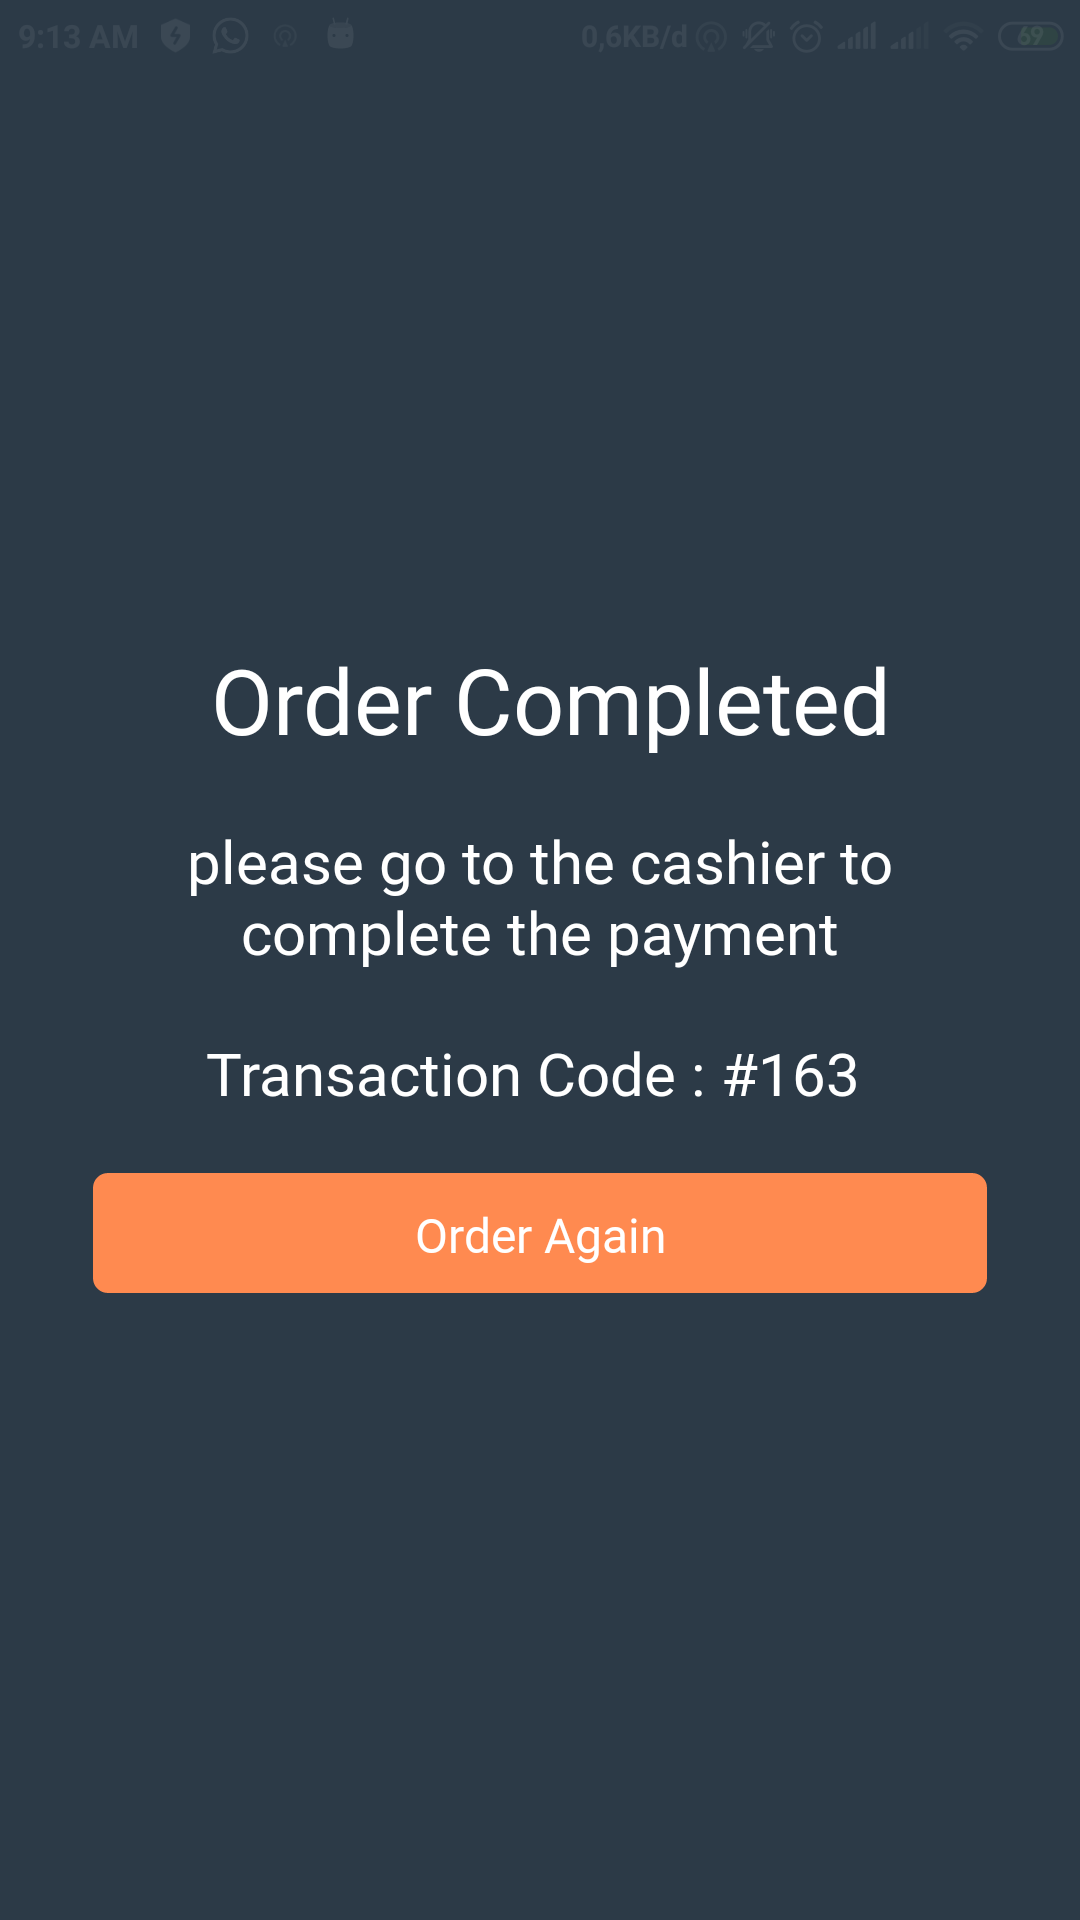 9:13 AM 0,6KB/d 69
Order Completed
please go to the cashier to
complete the payment
Transaction Code : #163
Order Again